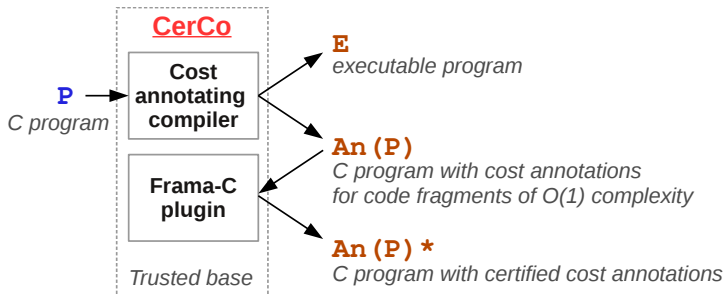 CerCo
Cost
annotating
compiler
P
C program
E
executable program
An(P)
C program with cost annotations
for code fragments of O(1) complexity
Frama-C
plugin
An(P)*
C program with certified cost annotations
Trusted base